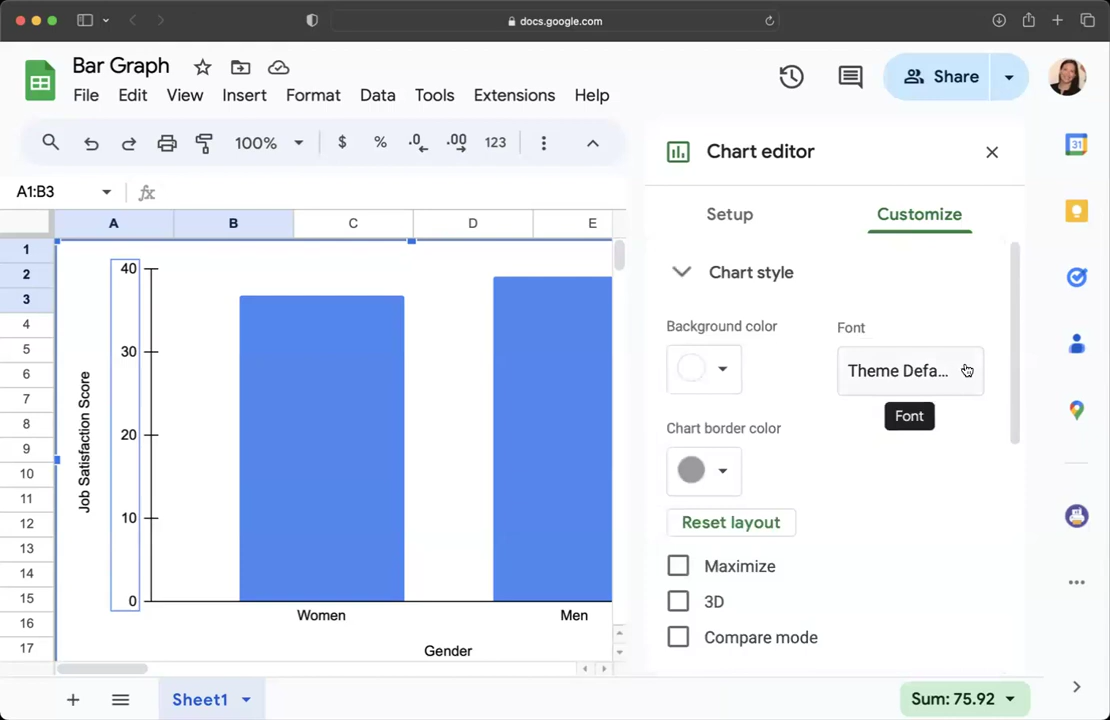 docs.google.com
Bar Graph
File Edit View Insert Format Data Tools Extensions Help
Share
100% $ % .0 .00 123
A1:B3 fx
Chart editor
Setup Customize
A B C D E
1
2
3
4
5
6
7
8
9
10
11
12
13
14
15
16
17
40
30
20
10
0
Job Satisfaction Score
Women Men
Gender
Chart style
Background color Font
Theme Defa...
Font
Chart border color
Reset layout
Maximize
3D
Compare mode
31
Sheet1
Sum: 75.92